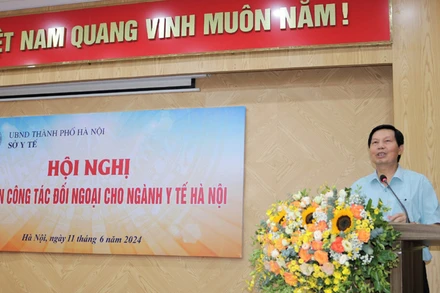 ỆT NAM QUANG VINH MUÔN NĂM!
UBND THÀNH PHỐ HÀ NỘI
SỞ Y TẾ
HỘI NGHỊ
N CÔNG TÁC ĐỐI NGOẠI CHO NGÀNH Y TẾ HÀ NỘI
Hà Nội, ngày 11 tháng 6 năm 2024